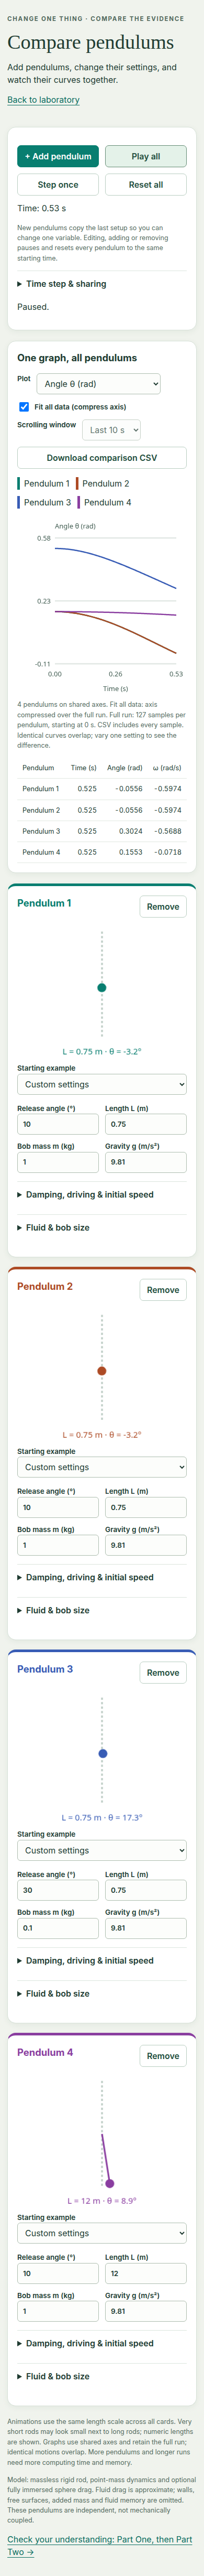 CHANGE ONE THING · COMPARE THE EVIDENCE
Compare pendulums
Add pendulums, change their settings, and
watch their curves together.
Back to laboratory
+ Add pendulum
Play all
Step once
Reset all
Time: 0.53 s
New pendulums copy the last setup so you can
change one variable. Editing, adding or removing
pauses and resets every pendulum to the same
starting time.
▶ Time step & sharing
Paused.
One graph, all pendulums
Plot
Angle θ (rad)
Fit all data (compress axis)
Scrolling window
Last 10 s
Download comparison CSV
Pendulum 1
Pendulum 2
Pendulum 3
Pendulum 4
Angle θ (rad)
0.58
0.23
-0.11
0.00
0.26
0.53
Time (s)
4 pendulums on shared axes. Fit all data: axis
compressed over the full run. Full run: 127 samples per
pendulum, starting at 0 s. CSV includes every sample.
Identical curves overlap; vary one setting to see the
difference.
Pendulum Time (s) Angle (rad) ω (rad/s)
Pendulum 1 0.525 -0.0556 -0.5974
Pendulum 2 0.525 -0.0556 -0.5974
Pendulum 3 0.525 0.3024 -0.5688
Pendulum 4 0.525 0.1553 -0.0718
Pendulum 1
Remove
L = 0.75 m · θ = -3.2°
Starting example
Custom settings
Release angle (°) Length L (m)
10 0.75
Bob mass m (kg) Gravity g (m/s²)
1 9.81
▶ Damping, driving & initial speed
▶ Fluid & bob size
Pendulum 2
Remove
L = 0.75 m · θ = -3.2°
Starting example
Custom settings
Release angle (°) Length L (m)
10 0.75
Bob mass m (kg) Gravity g (m/s²)
1 9.81
▶ Damping, driving & initial speed
▶ Fluid & bob size
Pendulum 3
Remove
L = 0.75 m · θ = 17.3°
Starting example
Custom settings
Release angle (°) Length L (m)
30 0.75
Bob mass m (kg) Gravity g (m/s²)
0.1 9.81
▶ Damping, driving & initial speed
▶ Fluid & bob size
Pendulum 4
Remove
L = 12 m · θ = 8.9°
Starting example
Custom settings
Release angle (°) Length L (m)
10 12
Bob mass m (kg) Gravity g (m/s²)
1 9.81
▶ Damping, driving & initial speed
▶ Fluid & bob size
Animations use the same length scale across all cards. Very
short rods may look small next to long rods; numeric lengths
are shown. Graphs use shared axes and retain the full run;
identical motions overlap. More pendulums and longer runs
need more computing time and memory.
Model: massless rigid rod, point-mass dynamics and optional
fully immersed sphere drag. Fluid drag is approximate; walls,
free surfaces, added mass and fluid memory are omitted.
These pendulums are independent, not mechanically
coupled.
Check your understanding: Part One, then Part
Two →